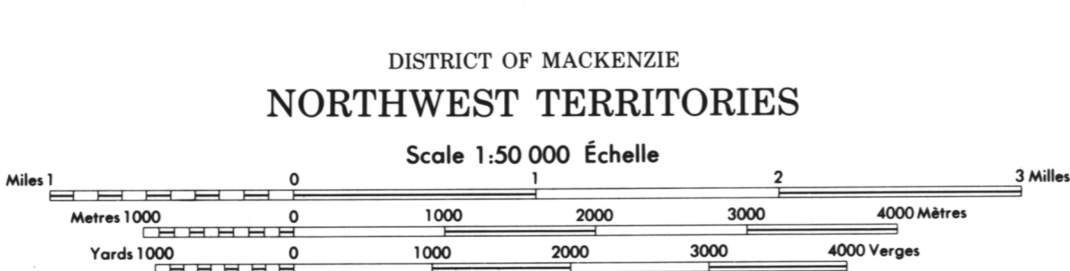 DISTRICT OF MACKENZIE
NORTHWEST TERRITORIES
Scale 1:50 000 Échelle
Miles 1 0 1 2 3 Milles
Metres 1000 0 1000 2000 3000 4000 Mètres
Yards 1000 0 1000 2000 3000 4000 Verges